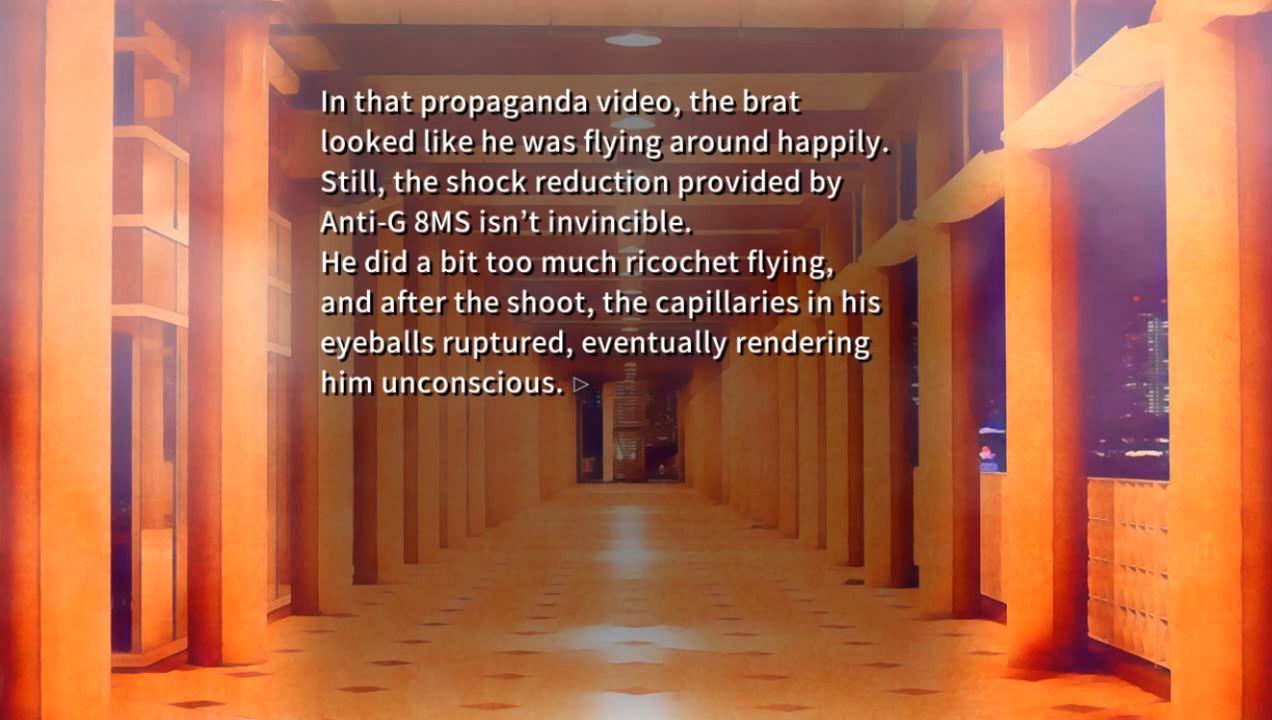 In that propaganda video, the brat
looked like he was flying around happily.
Still, the shock reduction provided by
Anti-G 8MS isn’t invincible.
He did a bit too much ricochet flying,
and after the shoot, the capillaries in his
eyeballs ruptured, eventually rendering
him unconscious.